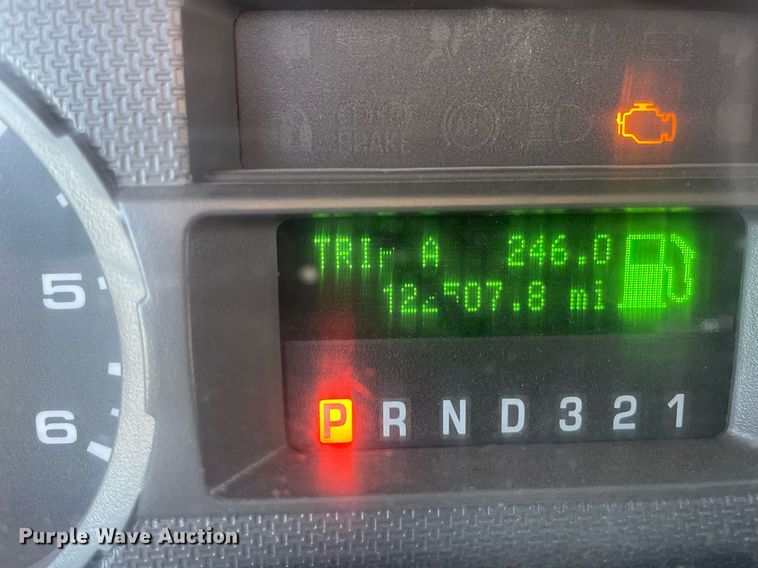 TRIP A 246.0
mi
5
6
P R N D 3 2 1
Purple Wave Auction